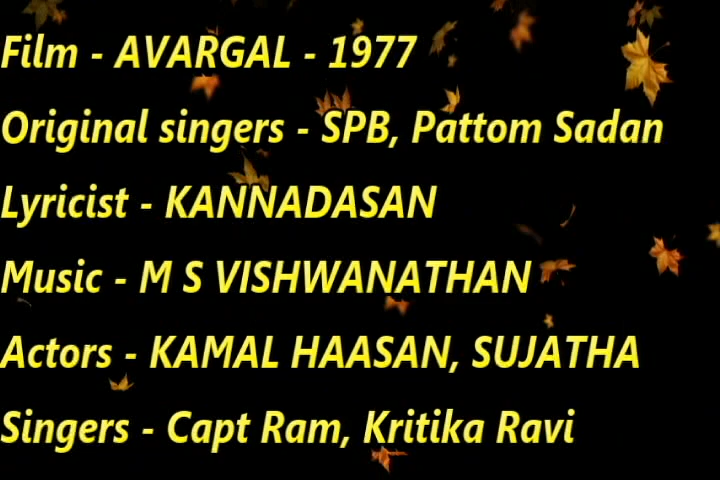 Film - AVARGAL - 1977
Original singers - SPB, Pattom Sadan
Lyricist - KANNADASAN
Music - M S VISHWANATHAN
Actors - KAMAL HAASAN, SUJATHA
Singers - Capt Ram, Kritika Ravi